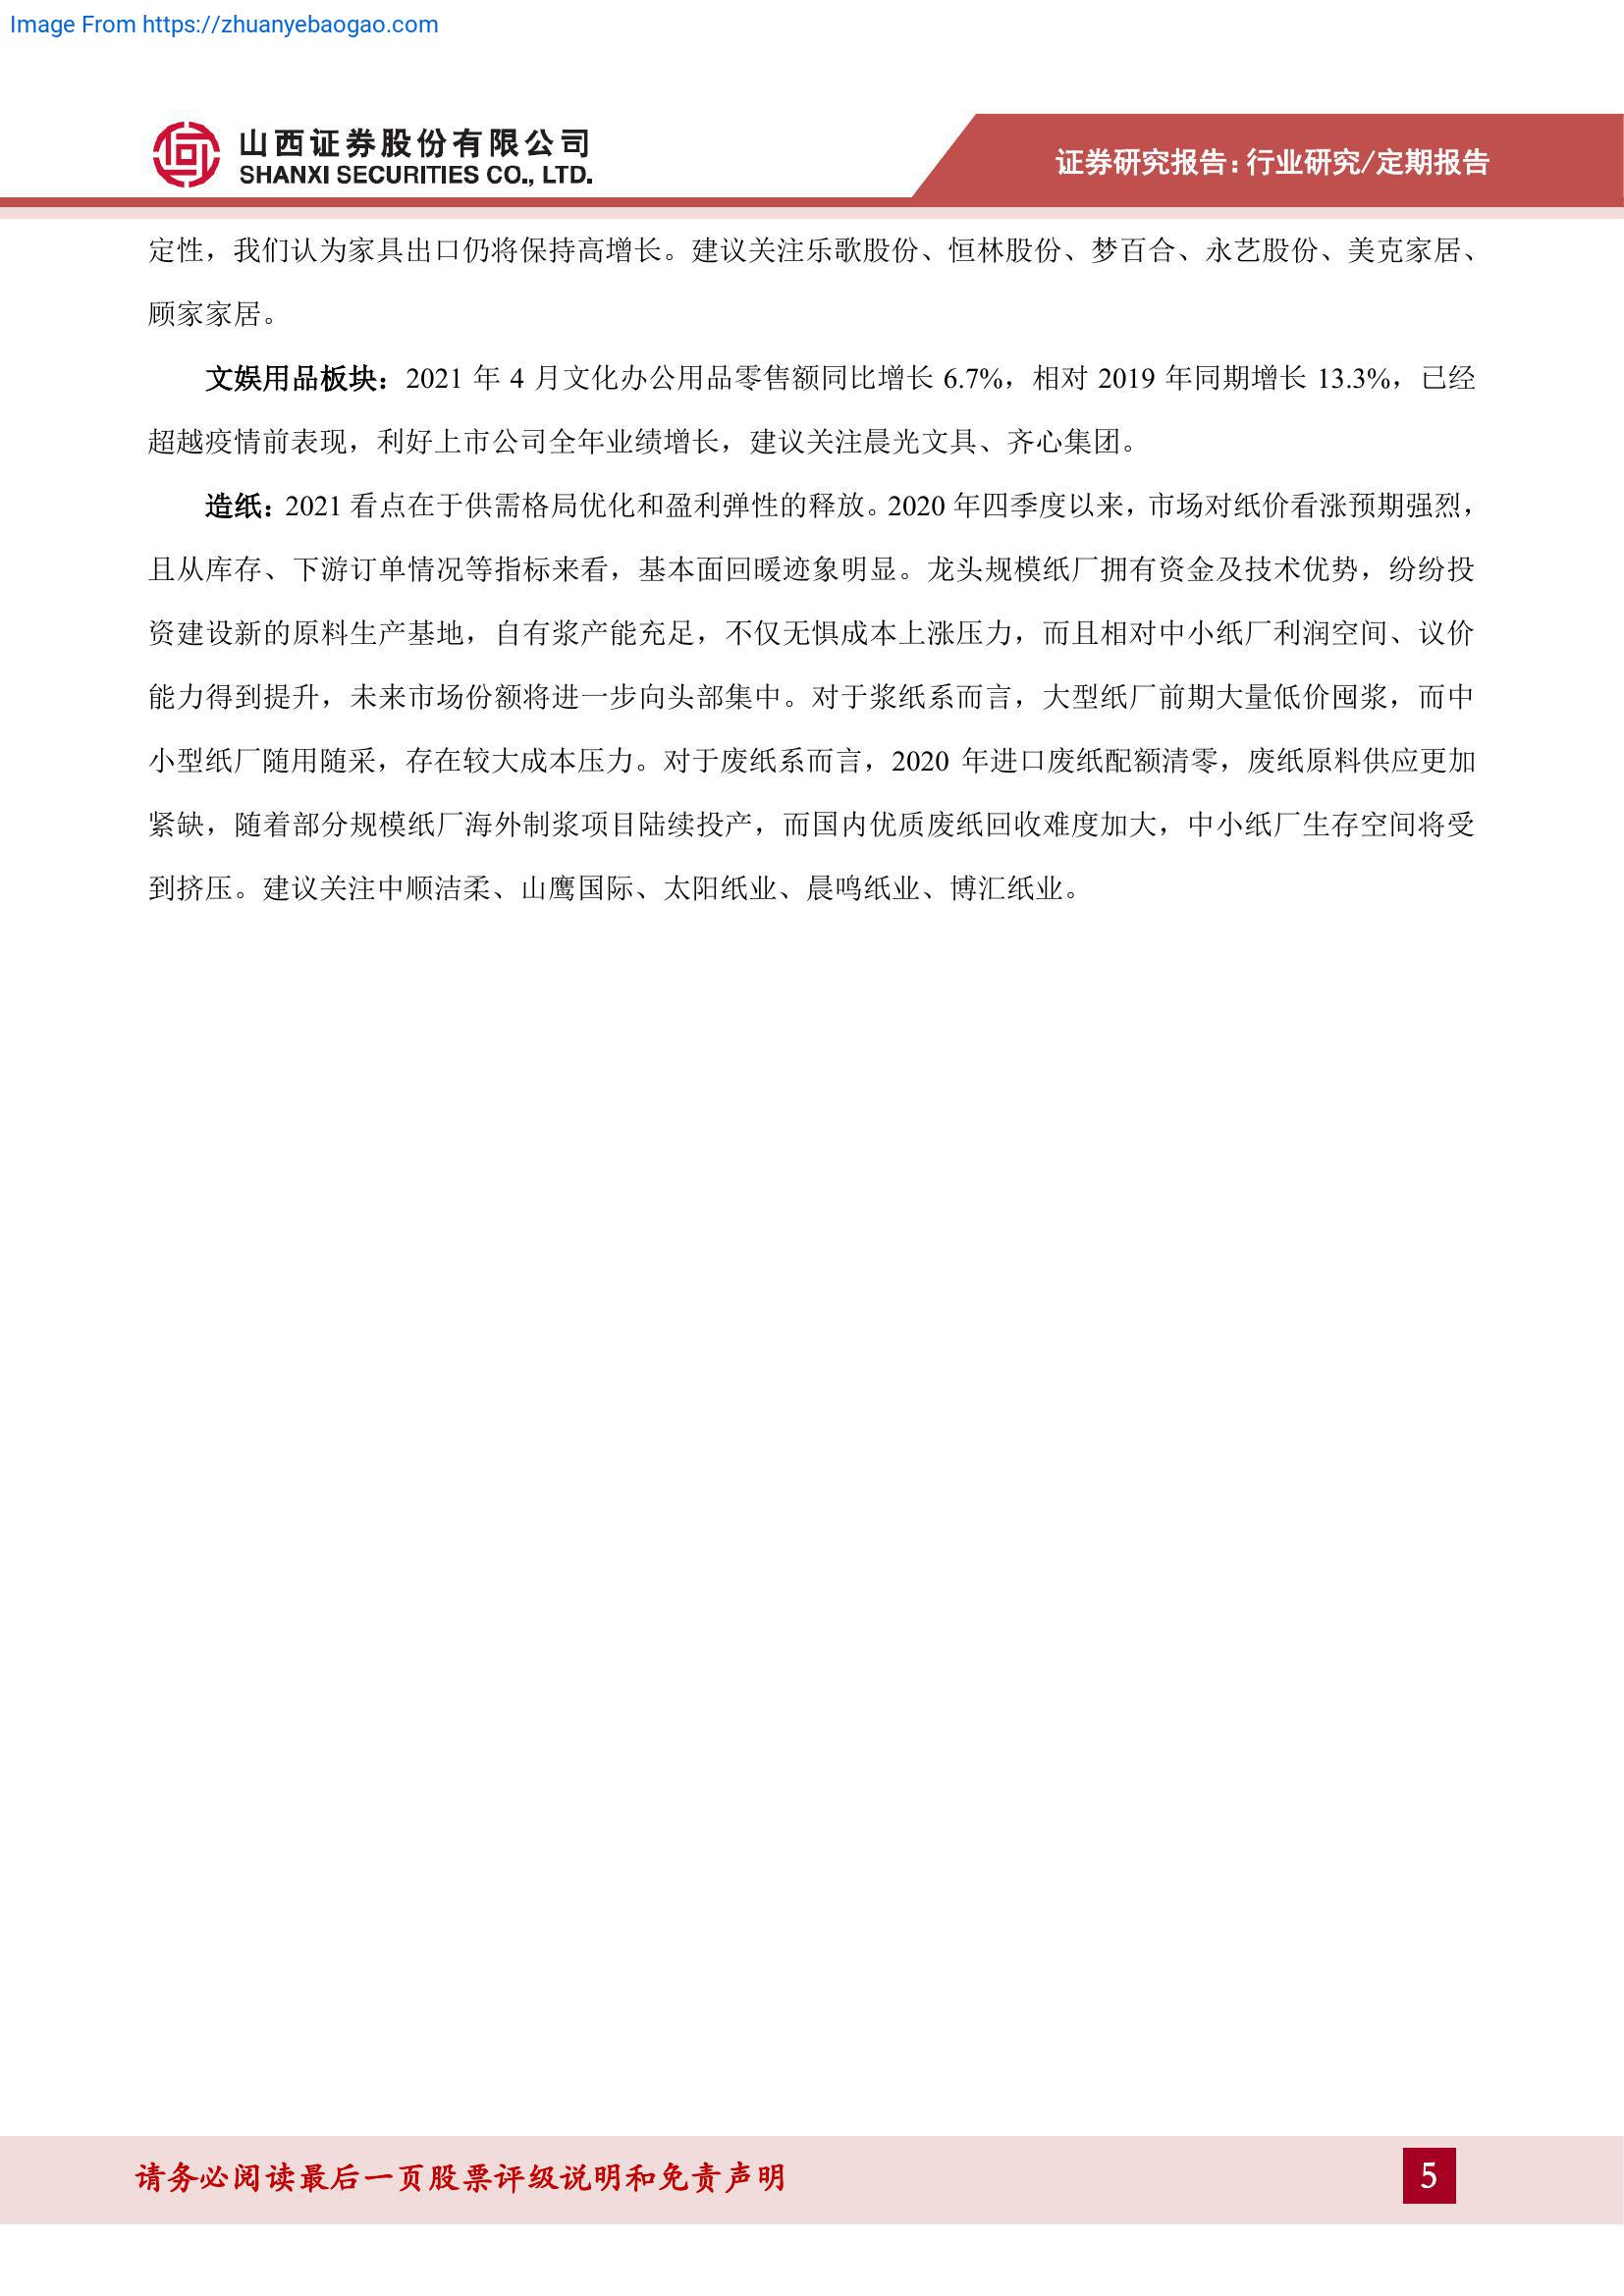 Image From https://zhuanyebaogao.com
山西证券股份有限公司
SHANXI SECURITIES CO., LTD.
证券研究报告:行业研究/定期报告
定性，我们认为家具出口仍将保持高增长。建议关注乐歌股份、恒林股份、梦百合、永艺股份、美克家居、
顾家家居。
文娱用品板块：2021 年 4 月文化办公用品零售额同比增长 6.7%，相对 2019 年同期增长 13.3%，已经
超越疫情前表现，利好上市公司全年业绩增长，建议关注晨光文具、齐心集团。
造纸：2021 看点在于供需格局优化和盈利弹性的释放。2020 年四季度以来，市场对纸价看涨预期强烈，
且从库存、下游订单情况等指标来看，基本面回暖迹象明显。龙头规模纸厂拥有资金及技术优势，纷纷投
资建设新的原料生产基地，自有浆产能充足，不仅无惧成本上涨压力，而且相对中小纸厂利润空间、议价
能力得到提升，未来市场份额将进一步向头部集中。对于浆纸系而言，大型纸厂前期大量低价囤浆，而中
小型纸厂随用随采，存在较大成本压力。对于废纸系而言，2020 年进口废纸配额清零，废纸原料供应更加
紧缺，随着部分规模纸厂海外制浆项目陆续投产，而国内优质废纸回收难度加大，中小纸厂生存空间将受
到挤压。建议关注中顺洁柔、山鹰国际、太阳纸业、晨鸣纸业、博汇纸业。
请务必阅读最后一页股票评级说明和免责声明
5